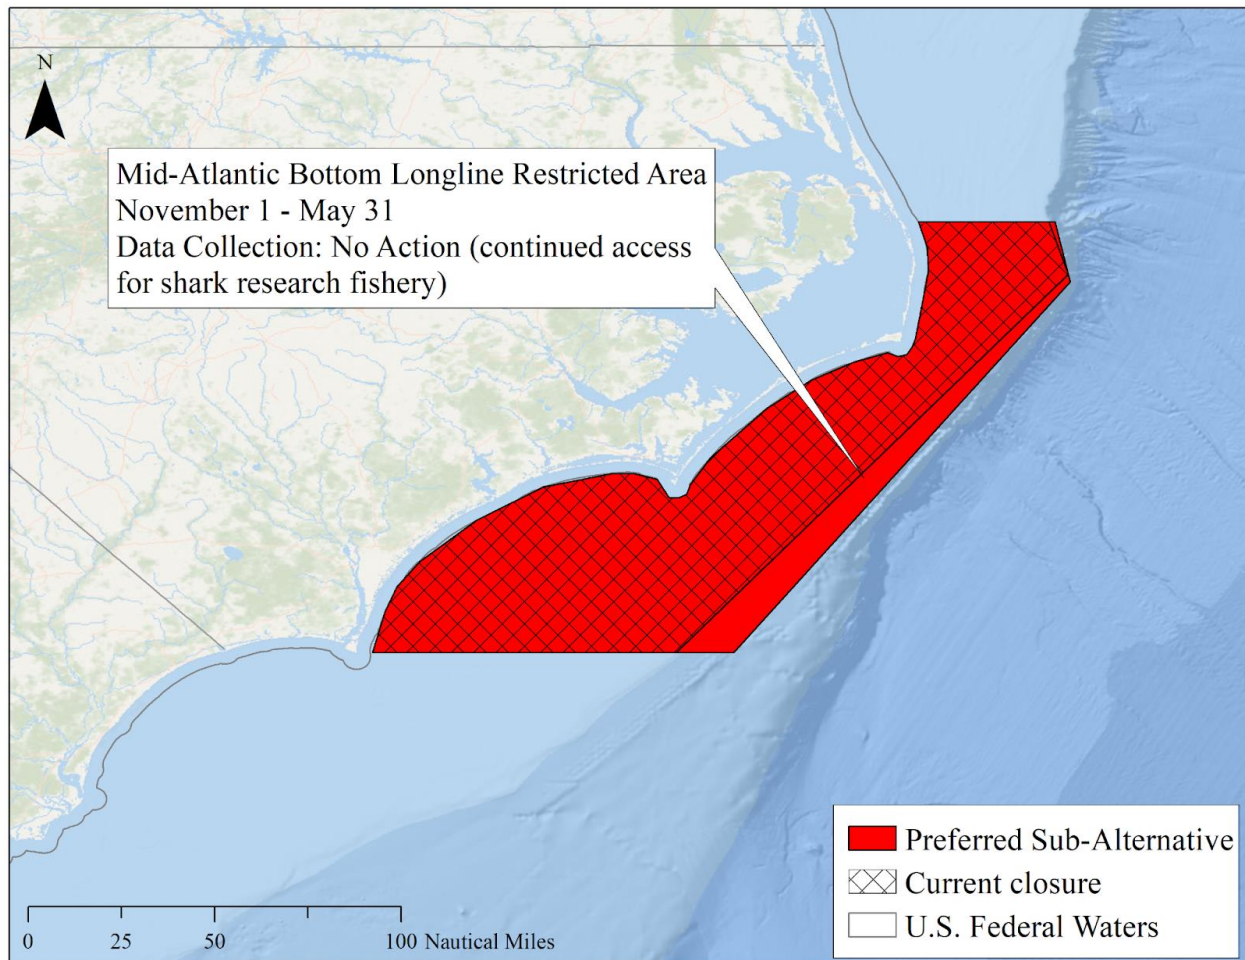 N
Mid-Atlantic Bottom Longline Restricted Area
November 1 - May 31
Data Collection: No Action (continued access
for shark research fishery)
Preferred Sub-Alternative
Current closure
U.S. Federal Waters
0 25 50 100 Nautical Miles